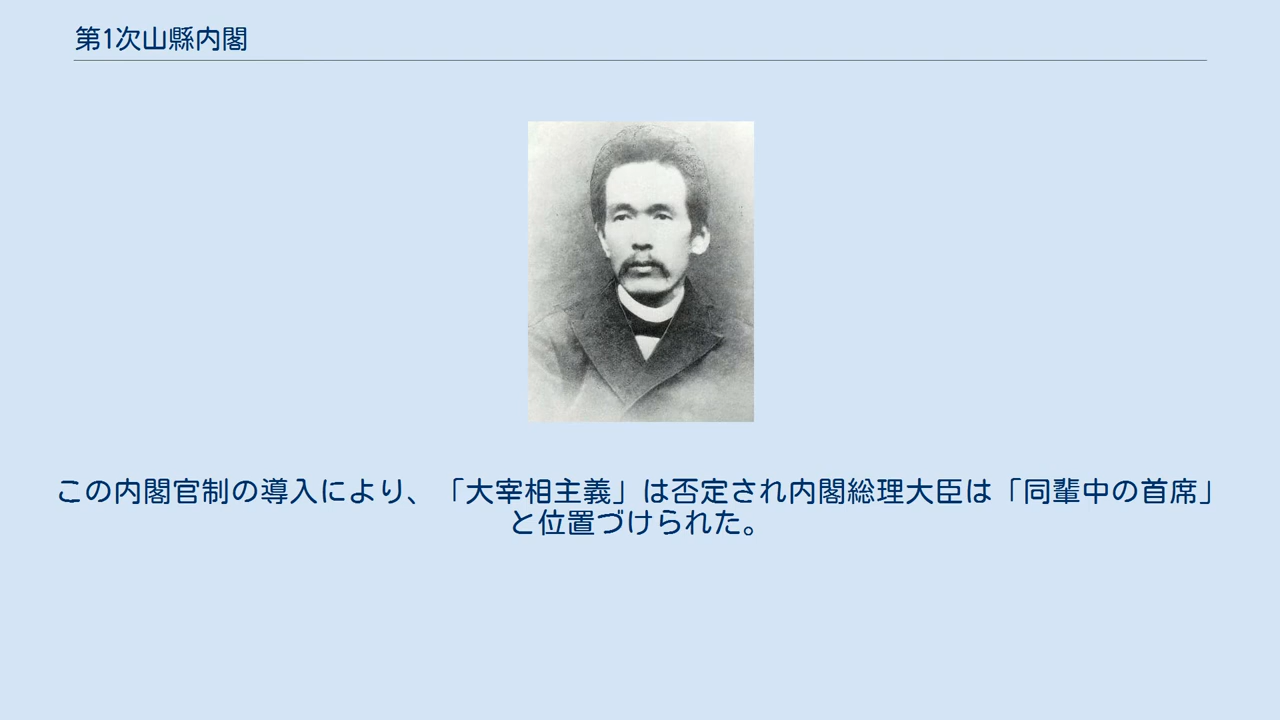 第1次山縣内閣
この内閣官制の導入により、「大宰相主義」は否定され内閣総理大臣は「同輩中の首席」
と位置づけられた。